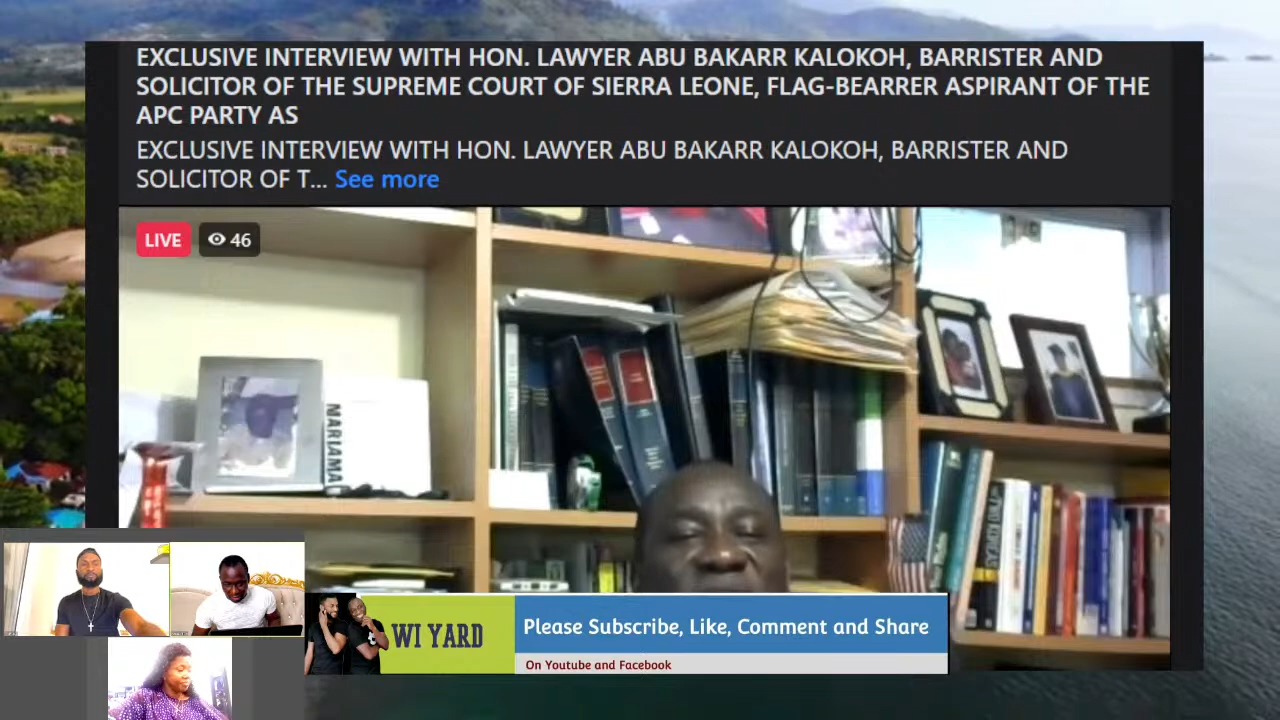 EXCLUSIVE INTERVIEW WITH HON. LAWYER ABU BAKARR KALOKOH, BARRISTER AND
SOLICITOR OF THE SUPREME COURT OF SIERRA LEONE, FLAG-BEARRER ASPIRANT OF THE
APC PARTY AS
EXCLUSIVE INTERVIEW WITH HON. LAWYER ABU BAKARR KALOKOH, BARRISTER AND
SOLICITOR OF T... See more
LIVE 46
MARIAMA
WI YARD
Please Subscribe, Like, Comment and Share
On Youtube and Facebook